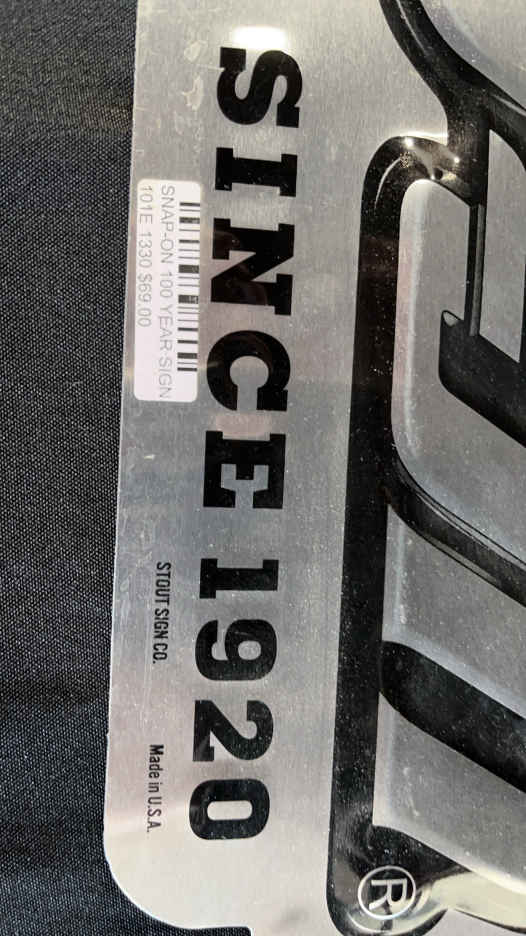 ®
SINCE 1920
SNAP-ON 100 YEAR SIGN
101E 1330 $69.00
STOUT SIGN CO.
Made in U.S.A.